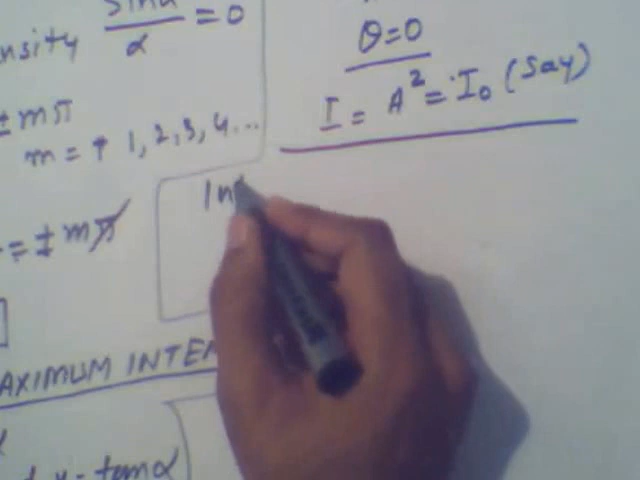 nsity sinα/α = 0
± mπ
m = + 1, 2, 3, 4...
= ± mπ
AXIMUM INTE
tanα
θ=0
I = A² = I₀ (say)
In